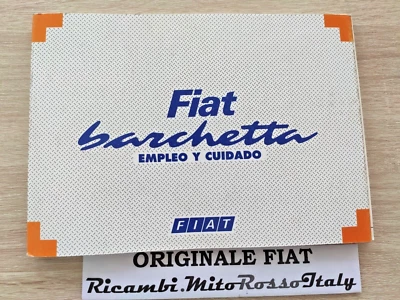 Fiat
barchetta
EMPLEO Y CUIDADO
FIAT
ORIGINALE FIAT
Ricambi.MitoRossoItaly